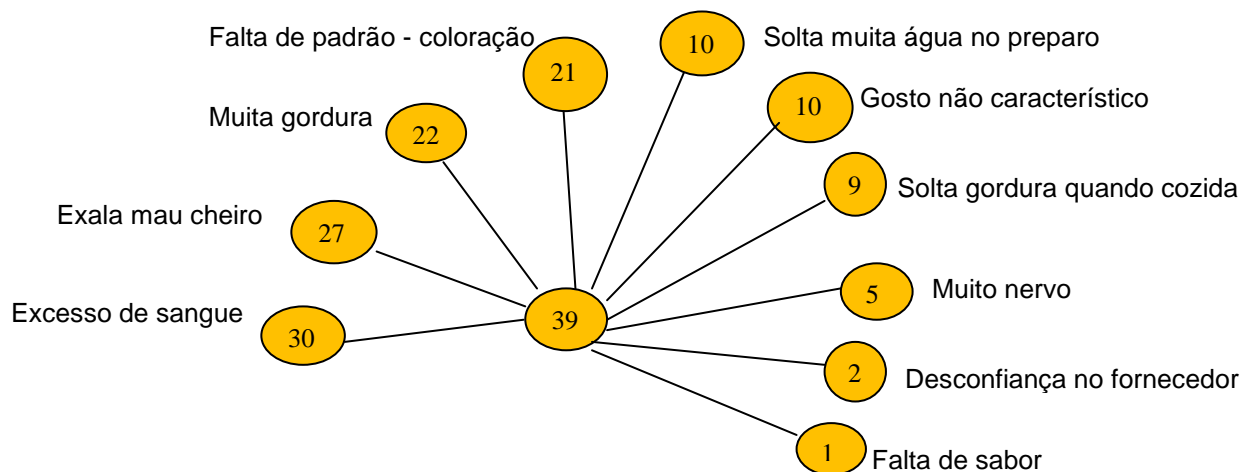 Falta de padrão - coloração
21
10
Solta muita água no preparo
Muita gordura
22
10
Gosto não característico
9
Solta gordura quando cozida
Exala mau cheiro
27
5
Muito nervo
Excesso de sangue
30
39
2
Desconfiança no fornecedor
1
Falta de sabor